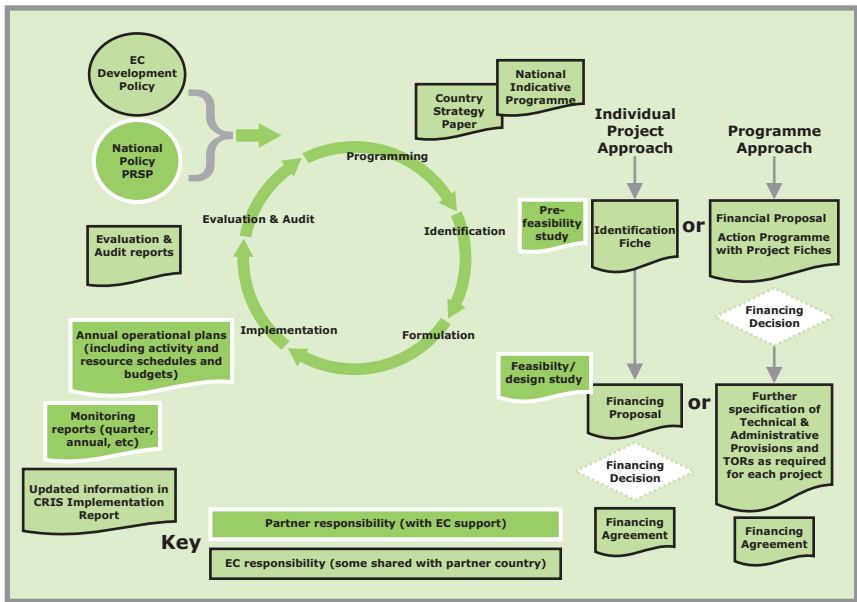 EC
Development
Policy
National
Policy
PRSP
Country
Strategy
Paper
National
Indicative
Programme
Programming
Identification
Formulation
Implementation
Evaluation & Audit
Evaluation &
Audit reports
Annual operational plans
(including activity and
resource schedules and
budgets)
Monitoring
reports (quarter,
annual, etc)
Updated information in
CRIS Implementation
Report
Individual
Project
Approach
Programme
Approach
Pre-
feasibility
study
Identification
Fiche
or
Financial Proposal
Action Programme
with Project Fiches
Financing
Decision
Feasibilty/
design study
Financing
Proposal
or
Further
specification of
Technical &
Administrative
Provisions and
TORs as required
for each project
Financing
Decision
Financing
Agreement
Financing
Agreement
Key
Partner responsibility (with EC support)
EC responsibility (some shared with partner country)